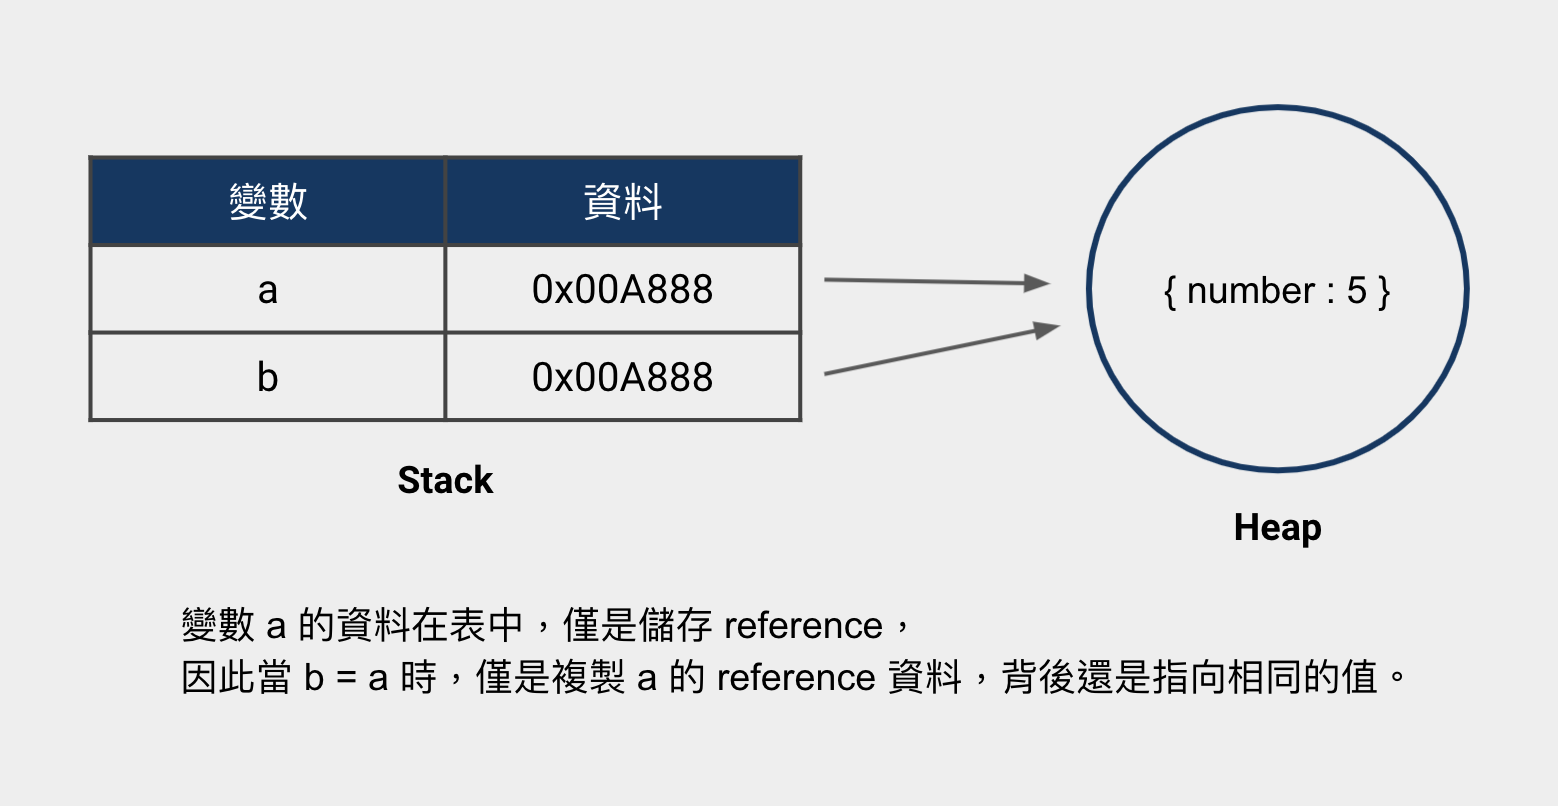 變數 資料
a 0x00A888
b 0x00A888
{ number : 5 }
Stack
Heap
變數 a 的資料在表中，僅是儲存 reference，
因此當 b = a 時，僅是複製 a 的 reference 資料，背後還是指向相同的值。